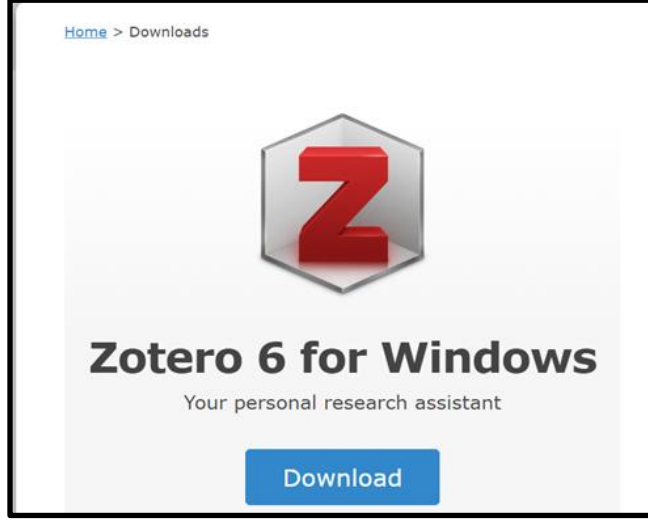 Home > Downloads
Z
Zotero 6 for Windows
Your personal research assistant
Download